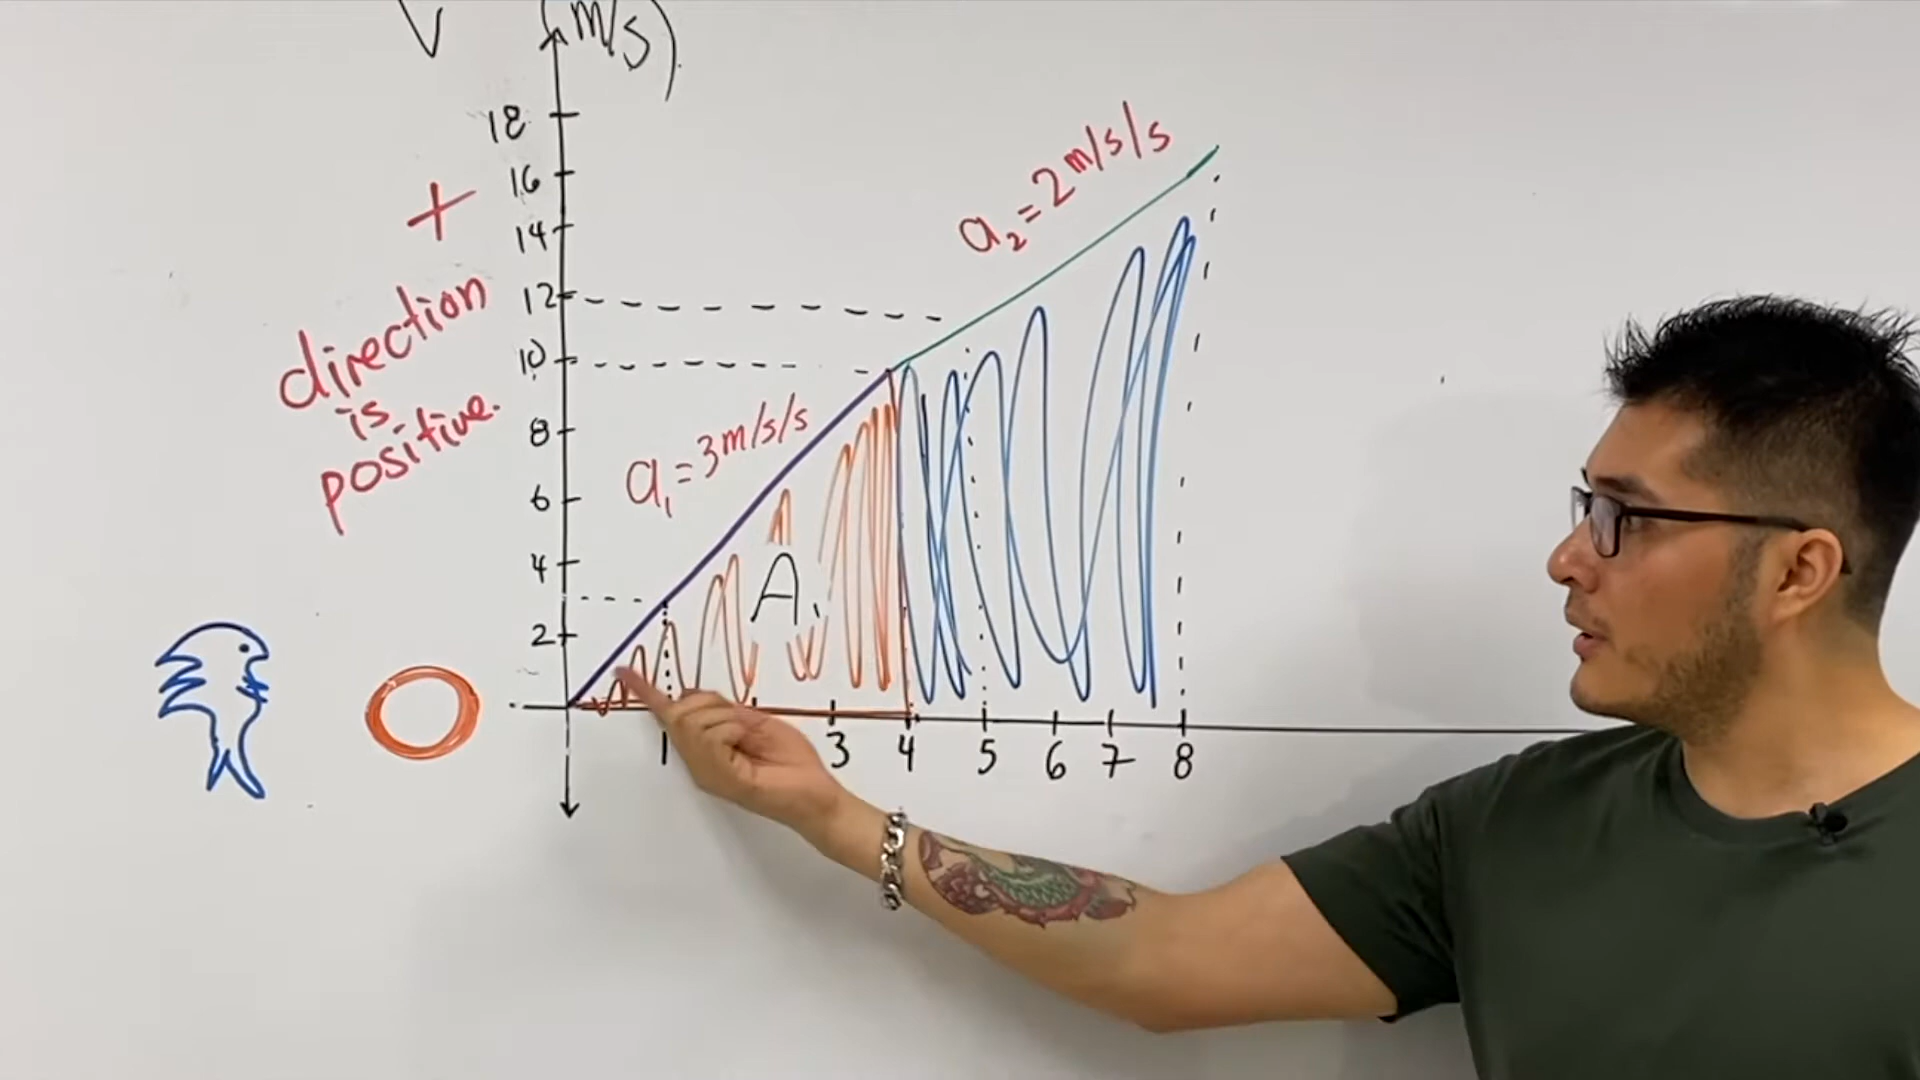 V (m/s)
18
16
14
12
10
8
6
4
2
+
direction
is
positive.
a₁ = 3 m/s/s
a₂ = 2 m/s/s
A₁
1
3
4
5
6
7
8